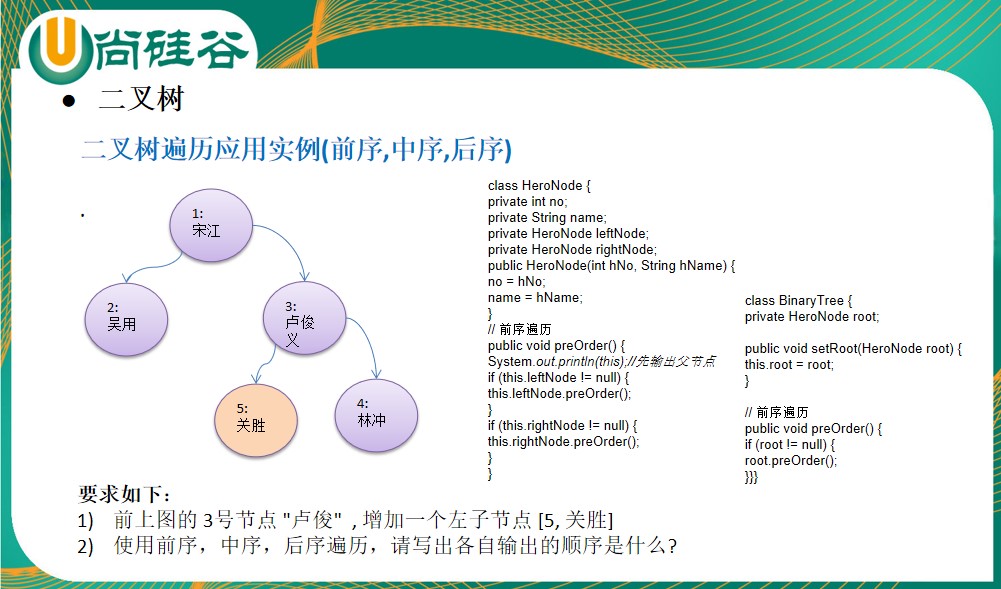 尚硅谷
● 二叉树
二叉树遍历应用实例(前序,中序,后序)
.
1:
宋江
2:
吴用
3:
卢俊
义
5:
关胜
4:
林冲
class HeroNode {
private int no;
private String name;
private HeroNode leftNode;
private HeroNode rightNode;
public HeroNode(int hNo, String hName) {
no = hNo;
name = hName;
}
// 前序遍历
public void preOrder() {
System.out.println(this);//先输出父节点
if (this.leftNode != null) {
this.leftNode.preOrder();
}
if (this.rightNode != null) {
this.rightNode.preOrder();
}
}
class BinaryTree {
private HeroNode root;
public void setRoot(HeroNode root) {
this.root = root;
}
// 前序遍历
public void preOrder() {
if (root != null) {
root.preOrder();
}}}
要求如下：
1) 前上图的 3号节点 "卢俊" , 增加一个左子节点 [5, 关胜]
2) 使用前序，中序，后序遍历，请写出各自输出的顺序是什么?